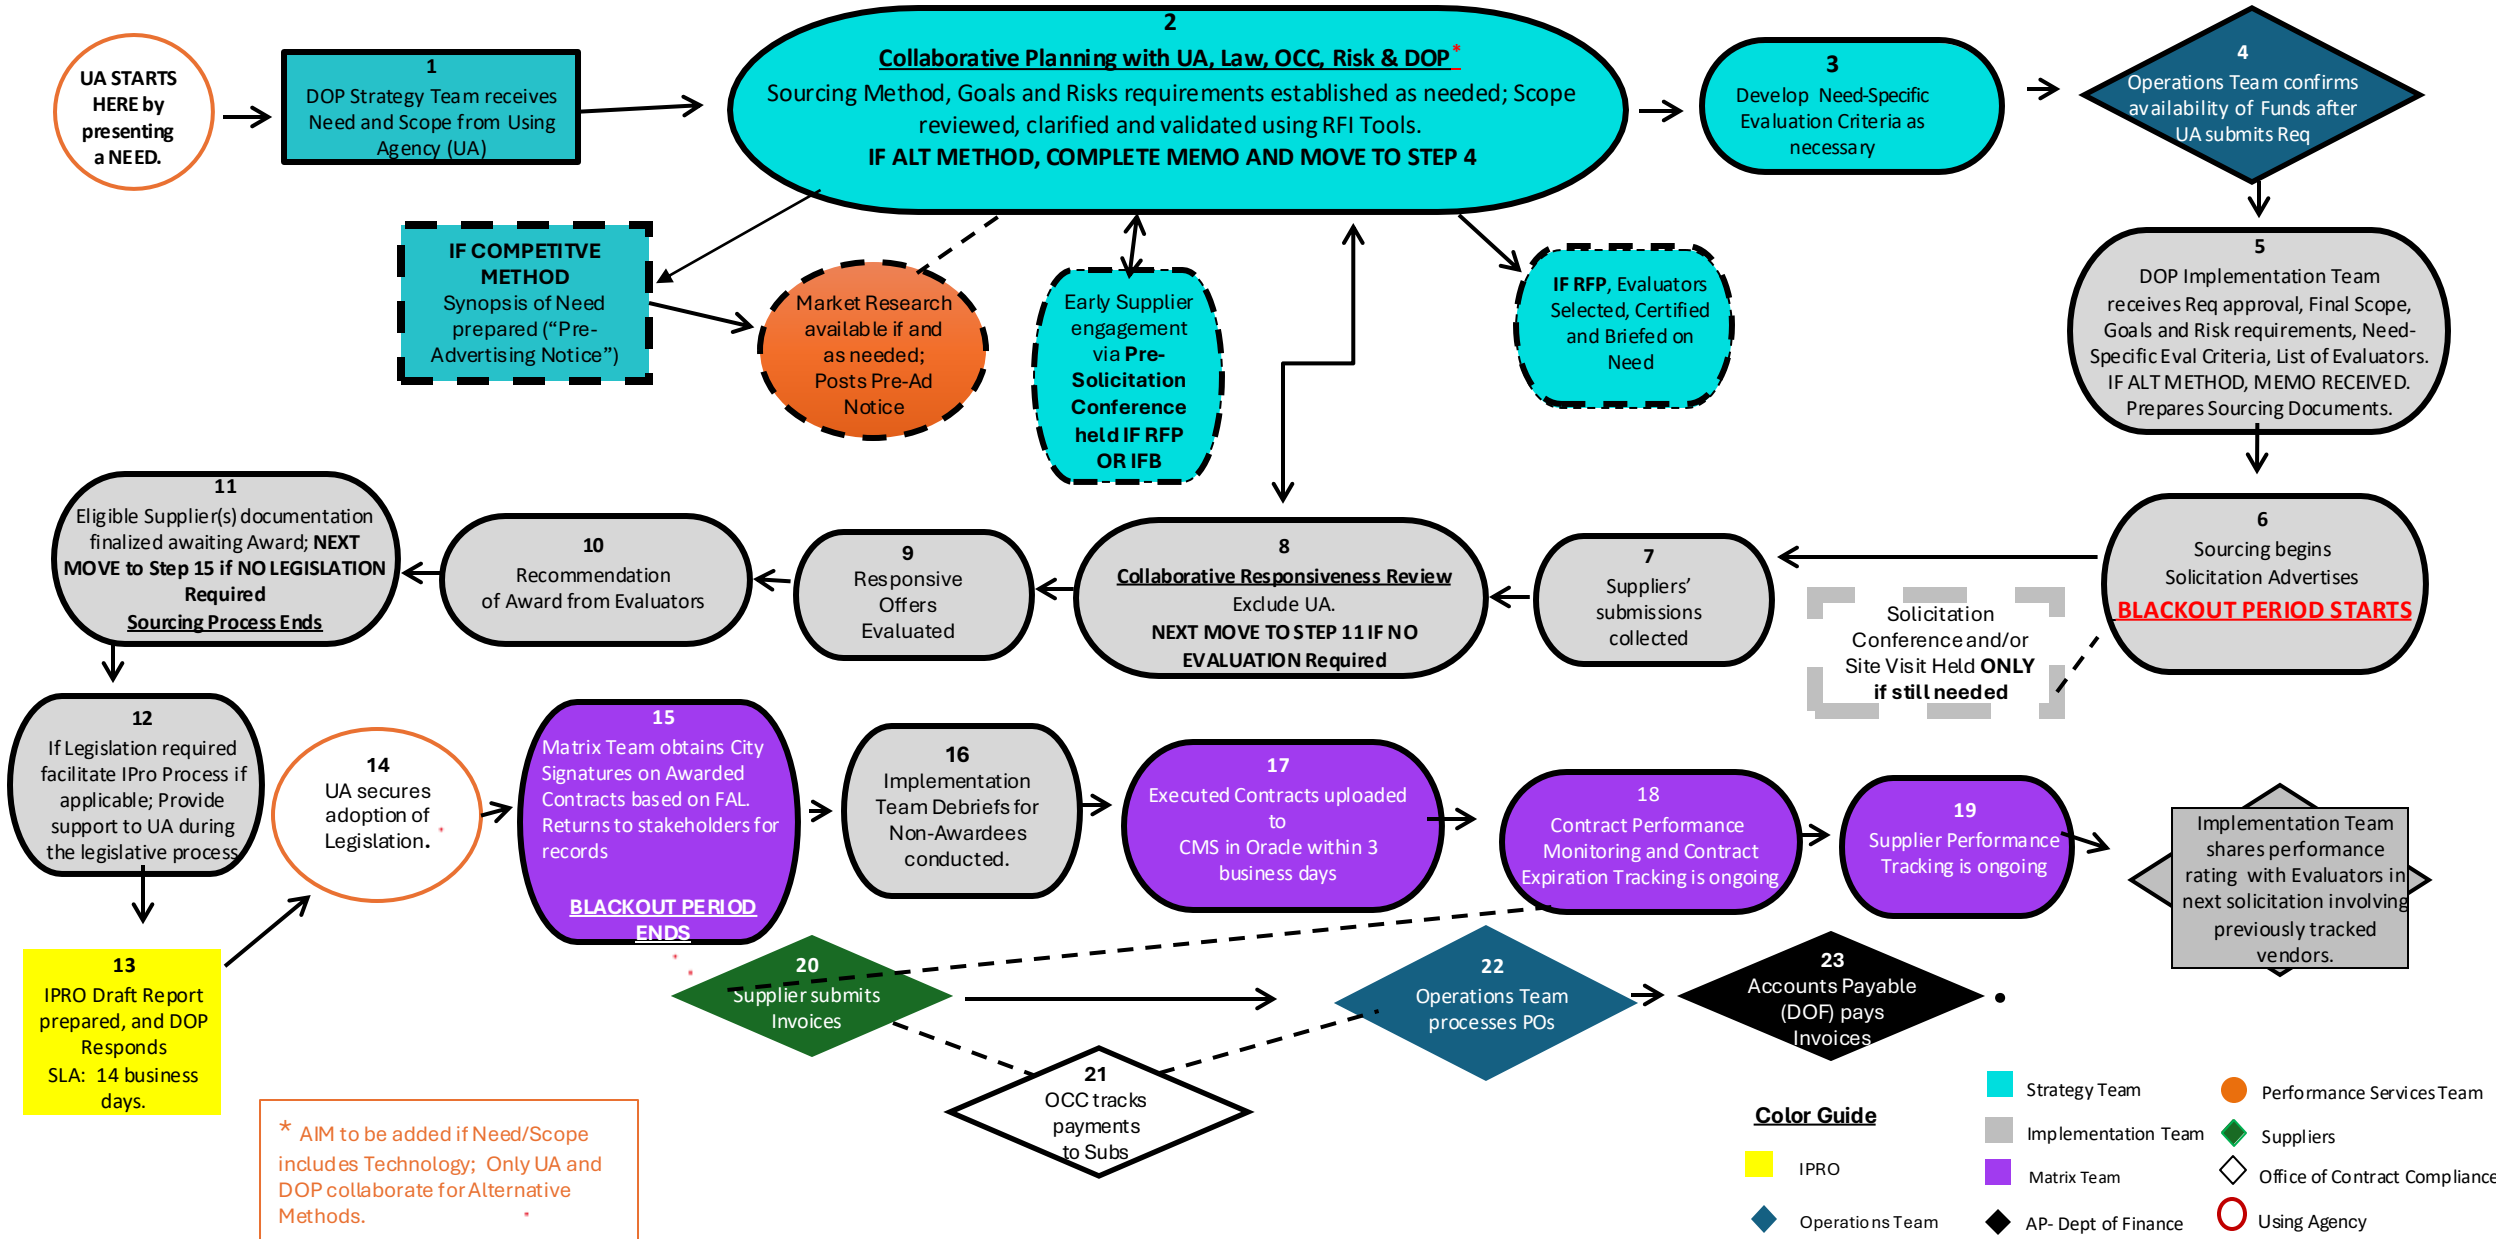 UA STARTS
HERE by
presenting
a NEED.
1
DOP Strategy Team receives
Need and Scope from Using
Agency (UA)
2
Collaborative Planning with UA, Law, OCC, Risk & DOP*
Sourcing Method, Goals and Risks requirements established as needed; Scope
reviewed, clarified and validated using RFI Tools.
IF ALT METHOD, COMPLETE MEMO AND MOVE TO STEP 4
3
Develop Need-Specific
Evaluation Criteria as
necessary
4
Operations Team confirms
availability of Funds after
UA submits Req
IF COMPETITVE
METHOD
Synopsis of Need
prepared (“Pre-
Advertising Notice”)
Market Research
available if and
as needed;
Posts Pre-Ad
Notice
Early Supplier
engagement
via Pre-
Solicitation
Conference
held IF RFP
OR IFB
IF RFP, Evaluators
Selected, Certified
and Briefed on
Need
5
DOP Implementation Team
receives Req approval, Final Scope,
Goals and Risk requirements, Need-
Specific Eval Criteria, List of Evaluators.
IF ALT METHOD, MEMO RECEIVED.
Prepares Sourcing Documents.
6
Sourcing begins
Solicitation Advertises
BLACKOUT PERIOD STARTS
Solicitation
Conference and/or
Site Visit Held ONLY
if still needed
7
Suppliers’
submissions
collected
8
Collaborative Responsiveness Review
Exclude UA.
NEXT MOVE TO STEP 11 IF NO
EVALUATION Required
9
Responsive
Offers
Evaluated
10
Recommendation
of Award from Evaluators
11
Eligible Supplier(s) documentation
finalized awaiting Award; NEXT
MOVE to Step 15 if NO LEGISLATION
Required
Sourcing Process Ends
12
If Legislation required
facilitate IPro Process if
applicable; Provide
support to UA during
the legislative process
13
IPRO Draft Report
prepared, and DOP
Responds
SLA: 14 business
days.
14
UA secures
adoption of
Legislation. *
15
Matrix Team obtains City
Signatures on Awarded
Contracts based on FAL.
Returns to stakeholders for
records
BLACKOUT PERIOD
ENDS
*
*
16
Implementation
Team Debriefs for
Non-Awardees
conducted.
17
Executed Contracts uploaded
to
CMS in Oracle within 3
business days
18
Contract Performance
Monitoring and Contract
Expiration Tracking is ongoing
19
Supplier Performance
Tracking is ongoing
Implementation Team
shares performance
rating with Evaluators in
next solicitation involving
previously tracked
vendors.
20
Supplier submits
Invoices
21
OCC tracks
payments
to Subs
22
Operations Team
processes POs
23
Accounts Payable
(DOF) pays
Invoices
* AIM to be added if Need/Scope
includes Technology; Only UA and
DOP collaborate for Alternative
Methods. *
Color Guide
IPRO
Operations Team
Strategy Team
Implementation Team
Matrix Team
AP- Dept of Finance
Performance Services Team
Suppliers
Office of Contract Compliance
Using Agency